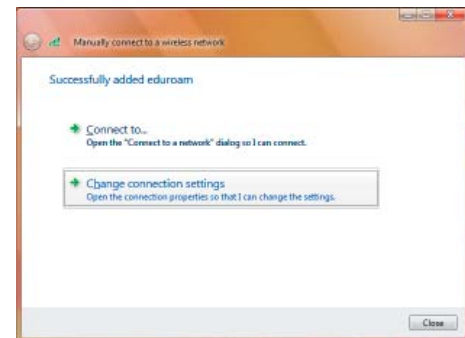 Manually connect to a wireless network
Successfully added eduroam
Connect to...
Open the "Connect to a network" dialog so I can connect.
Change connection settings
Open the connection properties so that I can change the settings.
Close